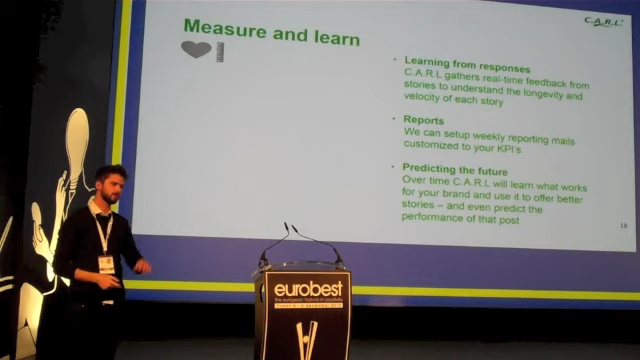 Measure and learn
C.A.R.L
• Learning from responses
C.A.R.L gathers real-time feedback from
stories to understand the longevity and
velocity of each story
• Reports
We can setup weekly reporting mails
customized to your KPI's
• Predicting the future
Over time C.A.R.L will learn what works
for your brand and use it to offer better
stories – and even predict the
performance of that post
18
eurobest
the european festival of creativity